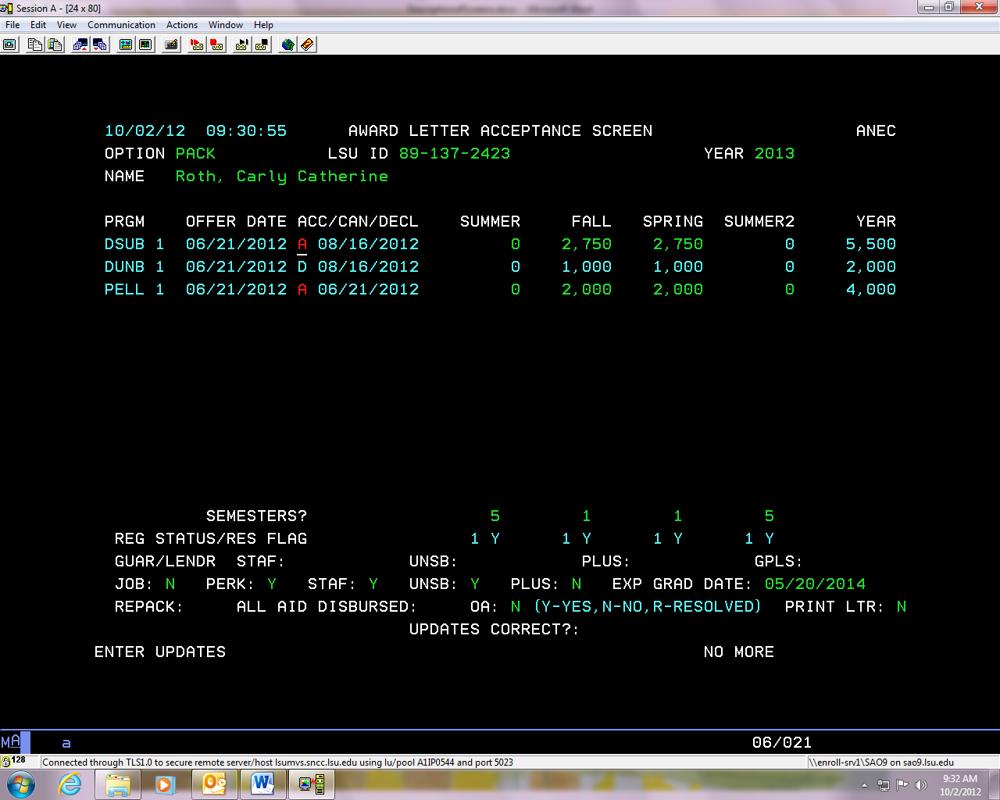 Session A - [24 x 80]
File Edit View Communication Actions Window Help
10/02/12 09:30:55 AWARD LETTER ACCEPTANCE SCREEN ANEC
OPTION PACK LSU ID 89-137-2423 YEAR 2013
NAME Roth, Carly Catherine
PRGM OFFER DATE ACC/CAN/DECL SUMMER FALL SPRING SUMMER2 YEAR
DSUB 1 06/21/2012 A 08/16/2012 0 2,750 2,750 0 5,500
DUNB 1 06/21/2012 D 08/16/2012 0 1,000 1,000 0 2,000
PELL 1 06/21/2012 A 06/21/2012 0 2,000 2,000 0 4,000
SEMESTERS? 5 1 1 5
REG STATUS/RES FLAG 1 Y 1 Y 1 Y 1 Y
GUAR/LENDR STAF: UNSB: PLUS: GPLS:
JOB: N PERK: Y STAF: Y UNSB: Y PLUS: N EXP GRAD DATE: 05/20/2014
REPACK: ALL AID DISBURSED: OA: N (Y-YES,N-NO,R-RESOLVED) PRINT LTR: N
UPDATES CORRECT?:
ENTER UPDATES NO MORE
MA a 06/021
128 Connected through TLS1.0 to secure remote server/host lsumvs.sncc.lsu.edu using lu/pool A1IP0544 and port 5023 \\enroll-srv1\SAO9 on sao9.lsu.edu
9:32 AM
10/2/2012